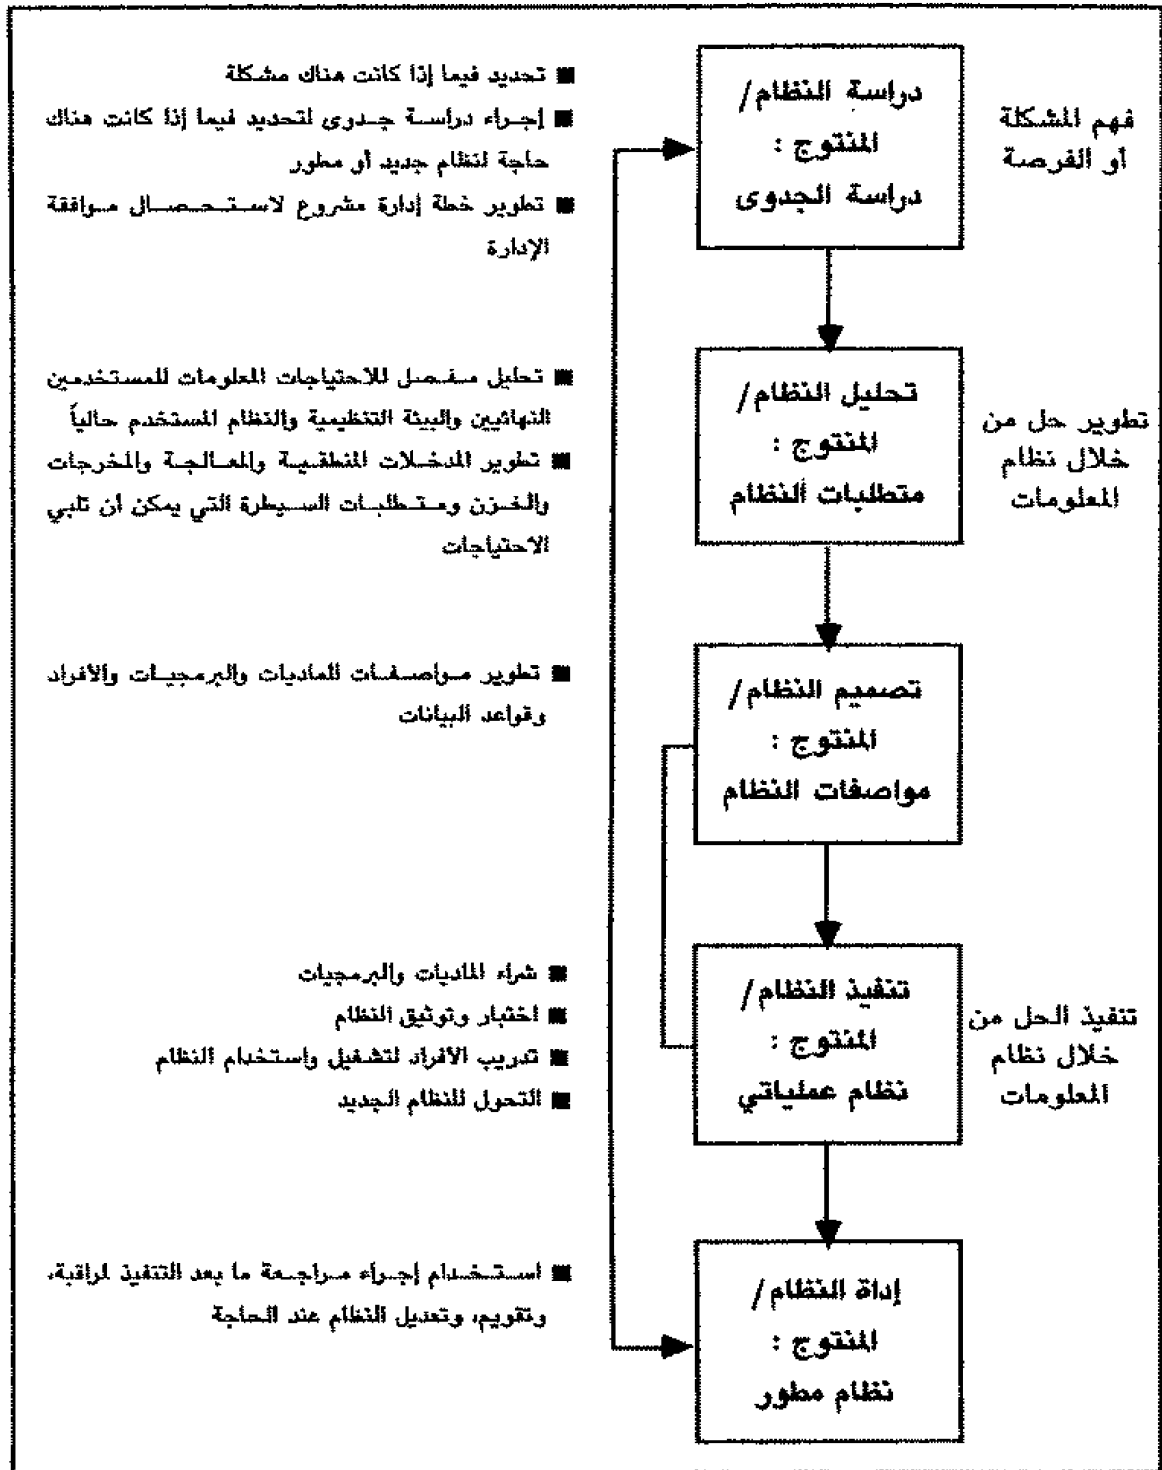 فهم المشكلة
أو الفرصة
دراسة النظام/
المنتوج :
دراسة الجدوى
■ تحديد فيما إذا كانت هناك مشكلة
■ إجراء دراسة جدوى لتحديد فيما إذا كانت هناك
حاجة لنظام جديد أو مطور
■ تطوير خطة إدارة مشروع لاستحصال موافقة
الإدارة
تطوير حل من
خلال نظام
المعلومات
تحليل النظام/
المنتوج :
متطلبات النظام
■ تحليل مفصل للاحتياجات المعلومات للمستخدمين
النهائيين والبيئة التنظيمية والنظام المستخدم حالياً
■ تطوير المدخلات المنطقية والمعالجة والمخرجات
والخزن ومتطلبات السيطرة التي يمكن ان تلبي
الاحتياجات
تصميم النظام/
المنتوج :
مواصفات النظام
■ تطوير مواصفات للماديات والبرمجيات والافراد
وقواعد البيانات
تنفيذ الحل من
خلال نظام
المعلومات
تنفيذ النظام/
المنتوج :
نظام عملياتي
■ شراء الماديات والبرمجيات
■ اختبار وتوثيق النظام
■ تدريب الأفراد لتشغيل واستخدام النظام
■ التحول للنظام الجديد
إداة النظام/
المنتوج :
نظام مطور
■ استخدام إجراء مراجعة ما بعد التنفيذ لمراقبة،
وتقويم، وتعديل النظام عند الحاجة